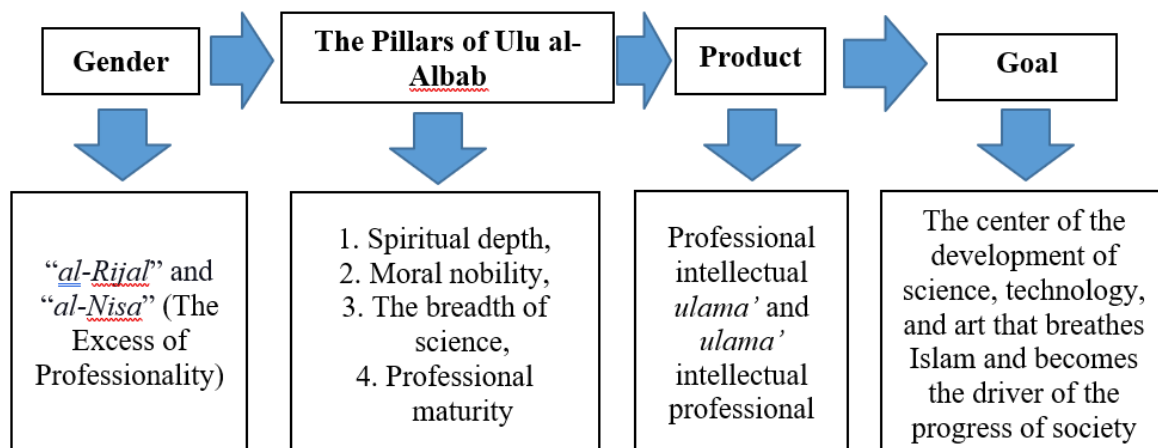 Gender
The Pillars of Ulu al-
Albab
Product
Goal
“al-Rijal” and
“al-Nisa” (The
Excess of
Professionality)
1. Spiritual depth,
2. Moral nobility,
3. The breadth of
science,
4. Professional
maturity
Professional
intellectual
ulama’ and
ulama’
intellectual
professional
The center of the
development of
science, technology,
and art that breathes
Islam and becomes
the driver of the
progress of society